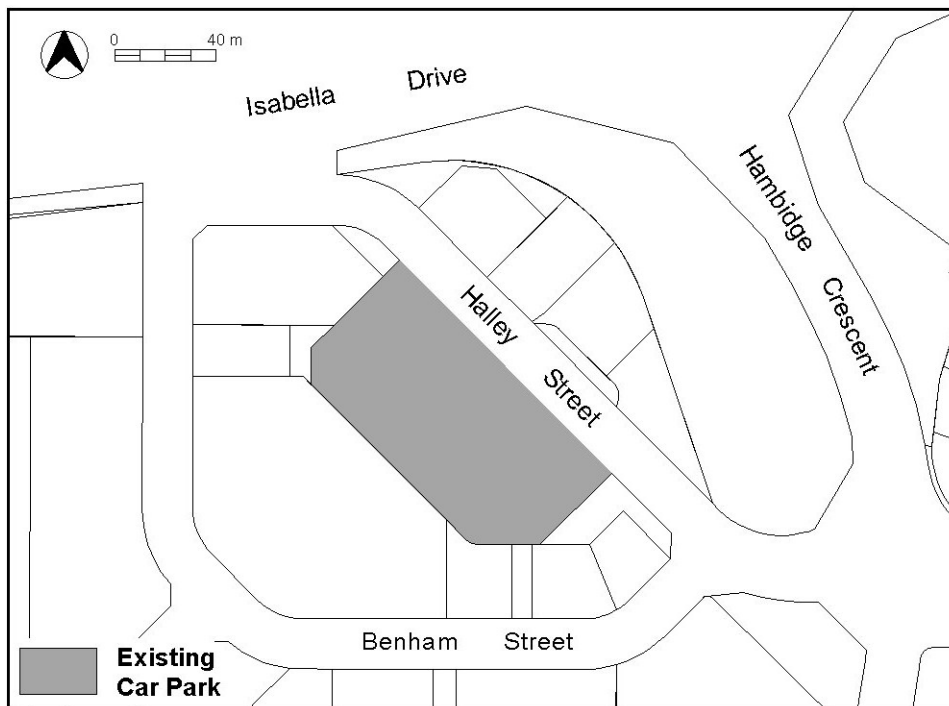 0 40 m
Isabella Drive
Hambidge Crescent
Halley Street
Benham Street
Existing
Car Park